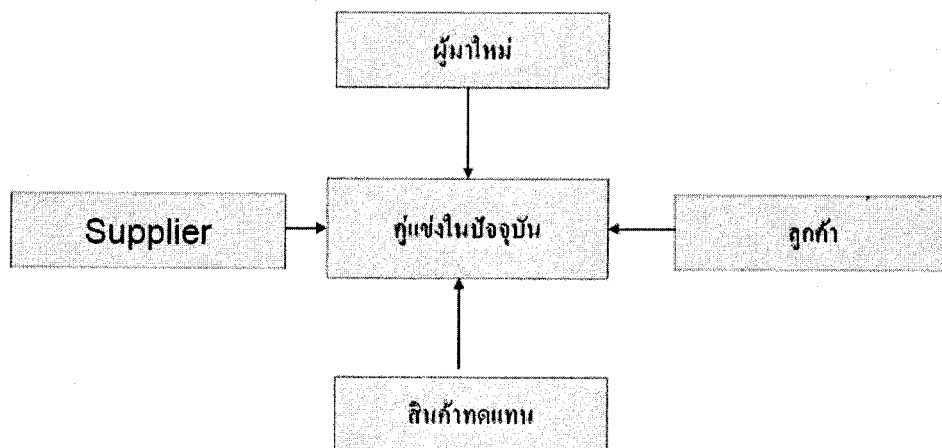 ผู้มาใหม่
Supplier
คู่แข่งในปัจจุบัน
ลูกค้า
สินค้าทดแทน